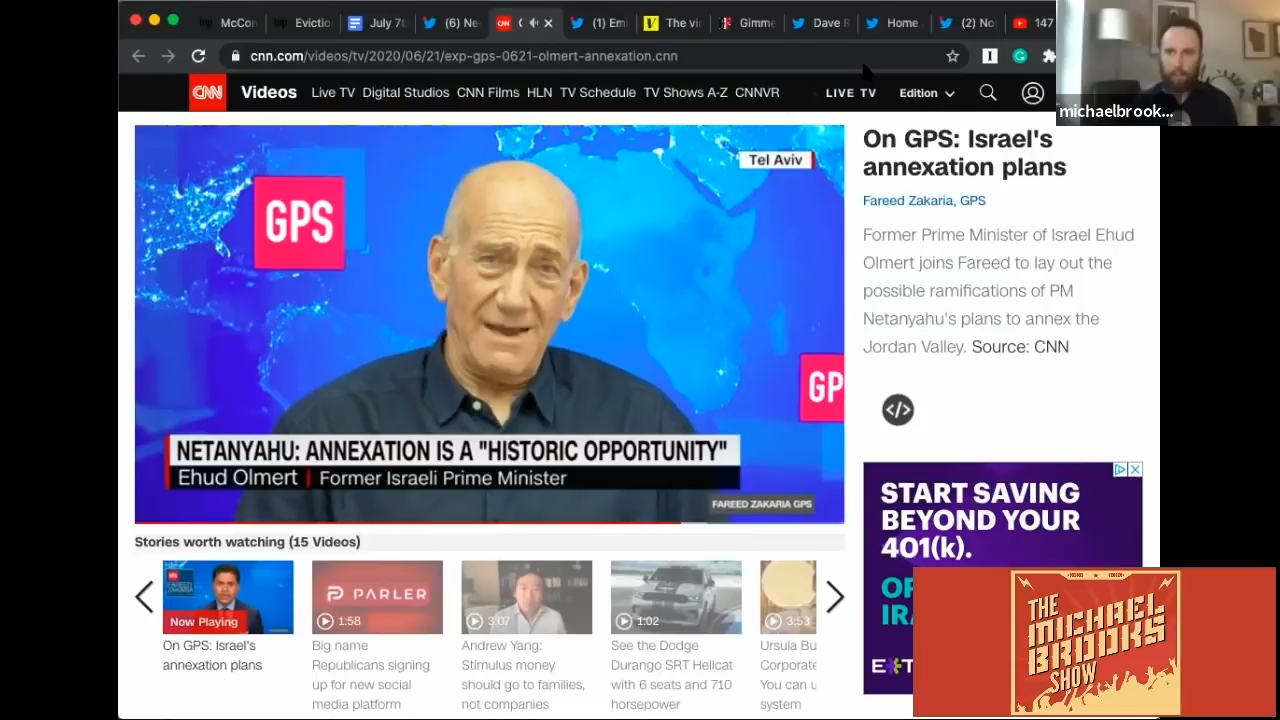 McCon
Evictio
July 7t
(6) Ne
(
(1) Emi
The vi
Gimme
Dave R
Home
(2) No
147
cnn.com/videos/tv/2020/06/21/exp-gps-0621-olmert-annexation.cnn
michaelbrook...
CNN Videos Live TV Digital Studios CNN Films HLN TV Schedule TV Shows A-Z CNNVR LIVE TV Edition
Tel Aviv
GPS
GP
NETANYAHU: ANNEXATION IS A "HISTORIC OPPORTUNITY"
Ehud Olmert | Former Israeli Prime Minister
FAREED ZAKARIA GPS
On GPS: Israel's
annexation plans
Fareed Zakaria, GPS
Former Prime Minister of Israel Ehud
Olmert joins Fareed to lay out the
possible ramifications of PM
Netanyahu's plans to annex the
Jordan Valley. Source: CNN
</>
START SAVING
BEYOND YOUR
401(k).
OP
IRA
E*T
THE
MICHAEL
BROOKS
SHOW
Stories worth watching (15 Videos)
Now Playing
On GPS: Israel's
annexation plans
PARLER
1:58
Big name
Republicans signing
up for new social
media platform
3:07
Andrew Yang:
Stimulus money
should go to families,
not companies
1:02
See the Dodge
Durango SRT Hellcat
with 6 seats and 710
horsepower
3:53
Ursula Bu
Corporate
You can u
system